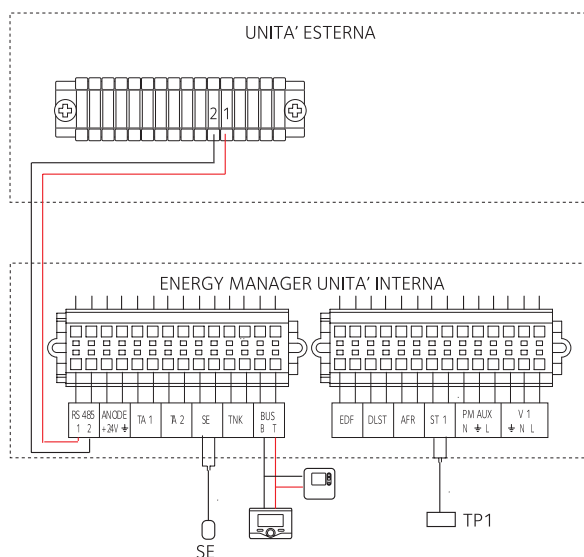 UNITA' ESTERNA
2 1
ENERGY MANAGER UNITA' INTERNA
RS 485 ANODE TA 1 TA 2 SE TNK BUS EDF DLST AFR ST 1 PM AUX V 1
1 2 +24V B T N L N L
SE
TP1